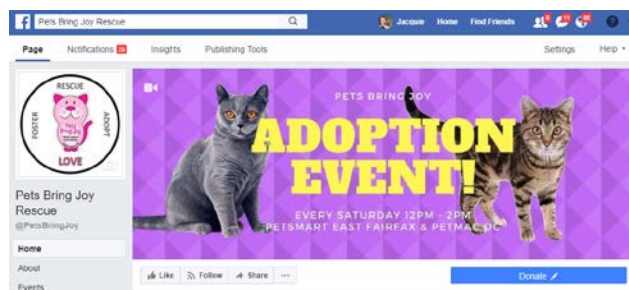 Pets Bring Joy Rescue
Jacquie Home Find Friends
Page Notifications Insights Publishing Tools Settings Help
RESCUE
FOSTER
ADOPT
LOVE
PETS BRING JOY
ADOPTION
EVENT!
EVERY SATURDAY 12PM - 2PM
PETSMART EAST FAIRFAX & PETMAC DC
Pets Bring Joy
Rescue
@PetsBringJoy
Home
About
Events
Like Follow Share ... Donate